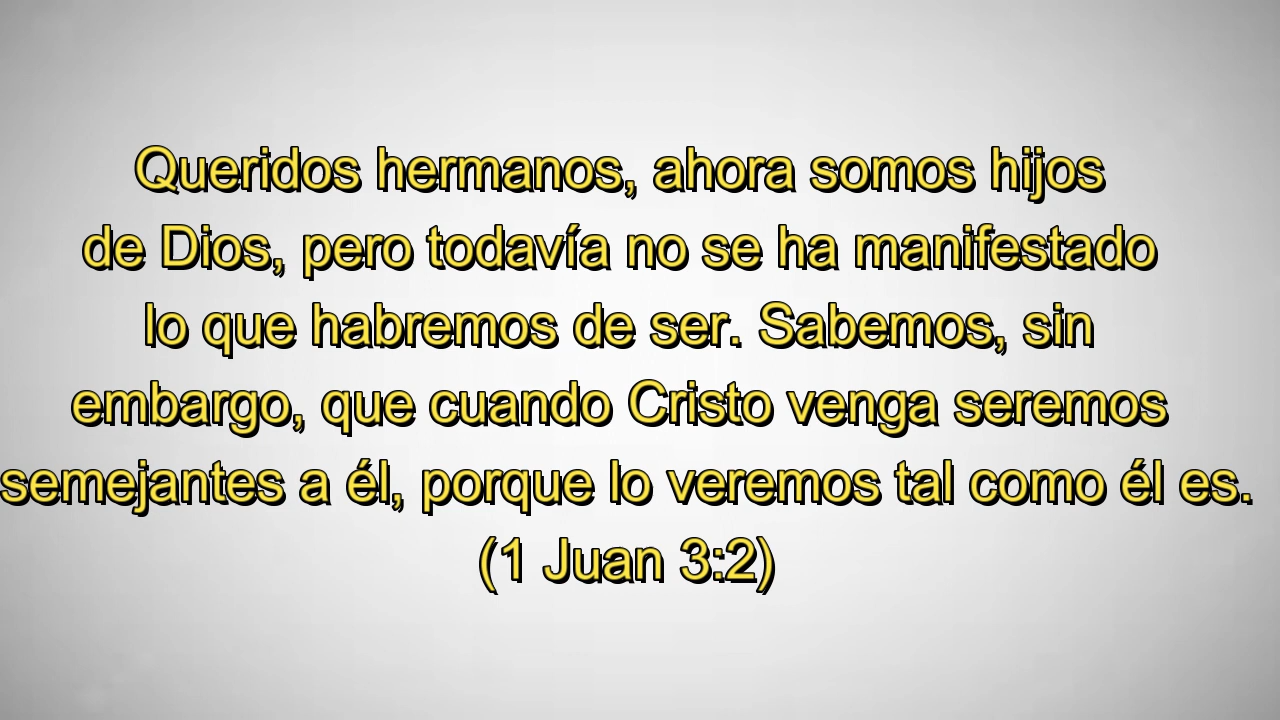 Queridos hermanos, ahora somos hijos
de Dios, pero todavía no se ha manifestado
lo que habremos de ser. Sabemos, sin
embargo, que cuando Cristo venga seremos
semejantes a él, porque lo veremos tal como él es.
(1 Juan 3:2)